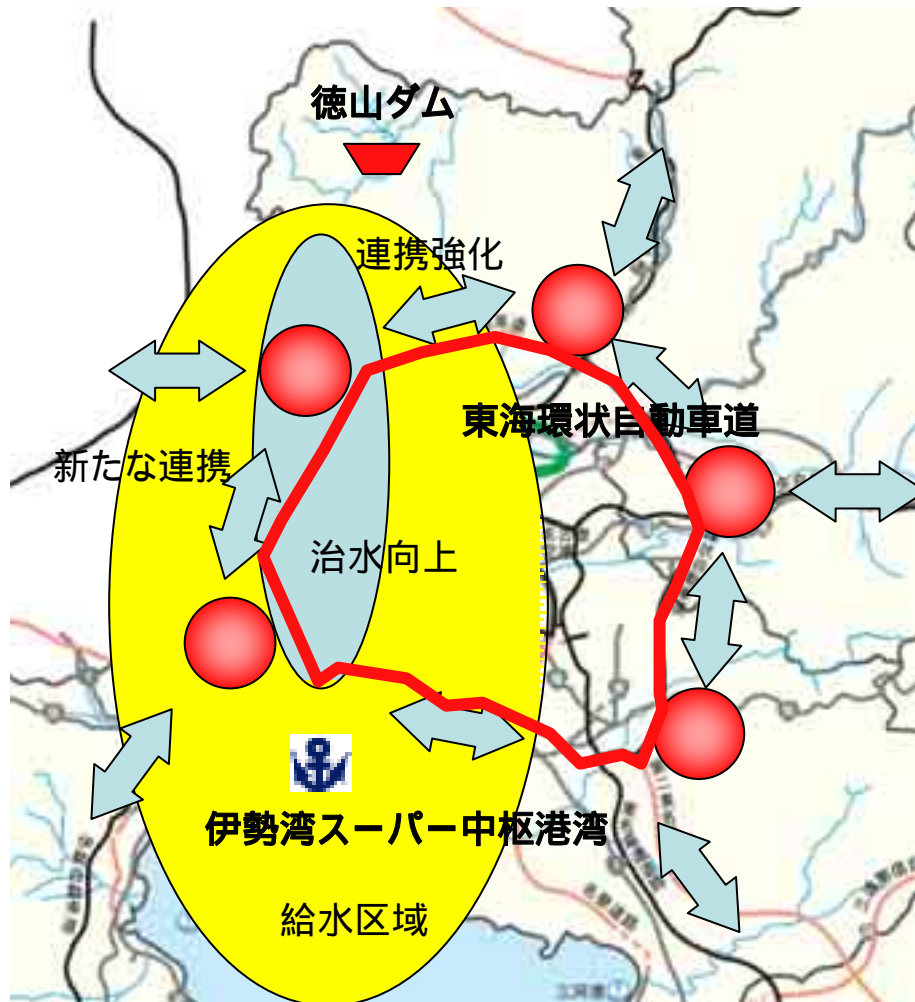 徳山ダム
連携強化
東海環状自動車道
新たな連携
治水向上
伊勢湾スーパー中枢港湾
給水区域